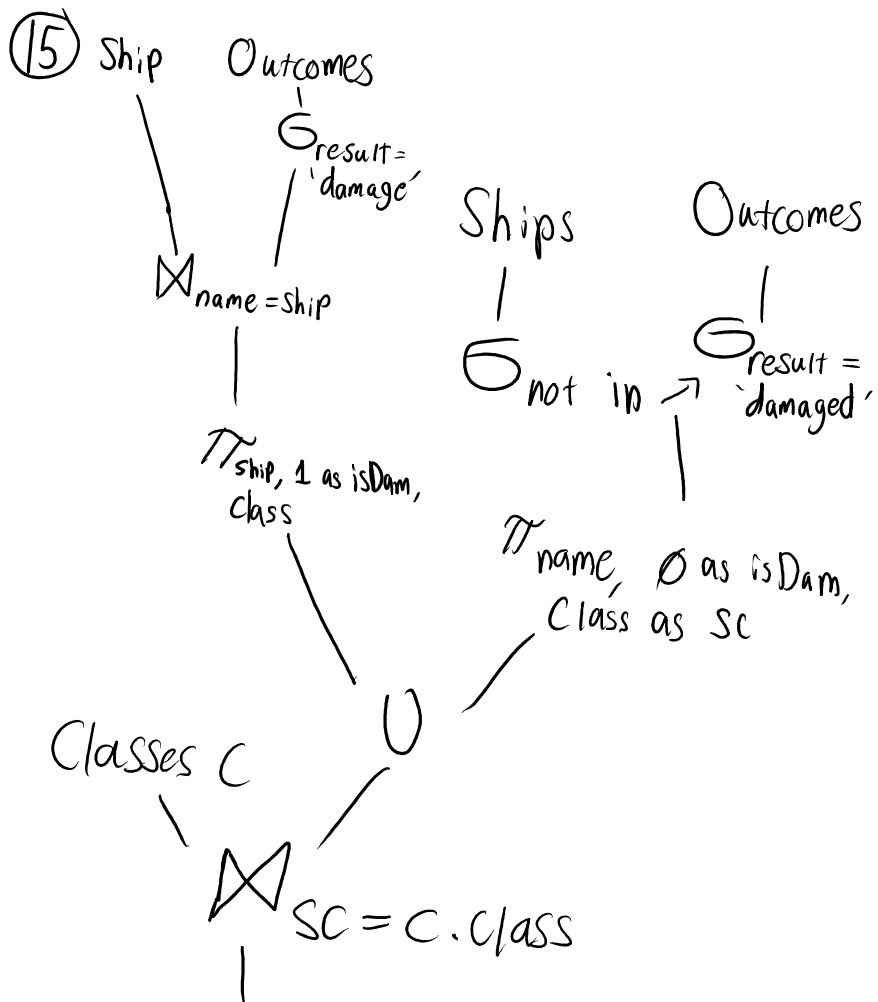 15 Ship Outcomes
σ result =
'damage'
⋈ name = ship
π ship, 1 as isDam,
class
Ships Outcomes
σ not in → σ result =
'damaged'
π name, Ø as isDam,
Class as SC
U
Classes C
⋈ SC = C.Class